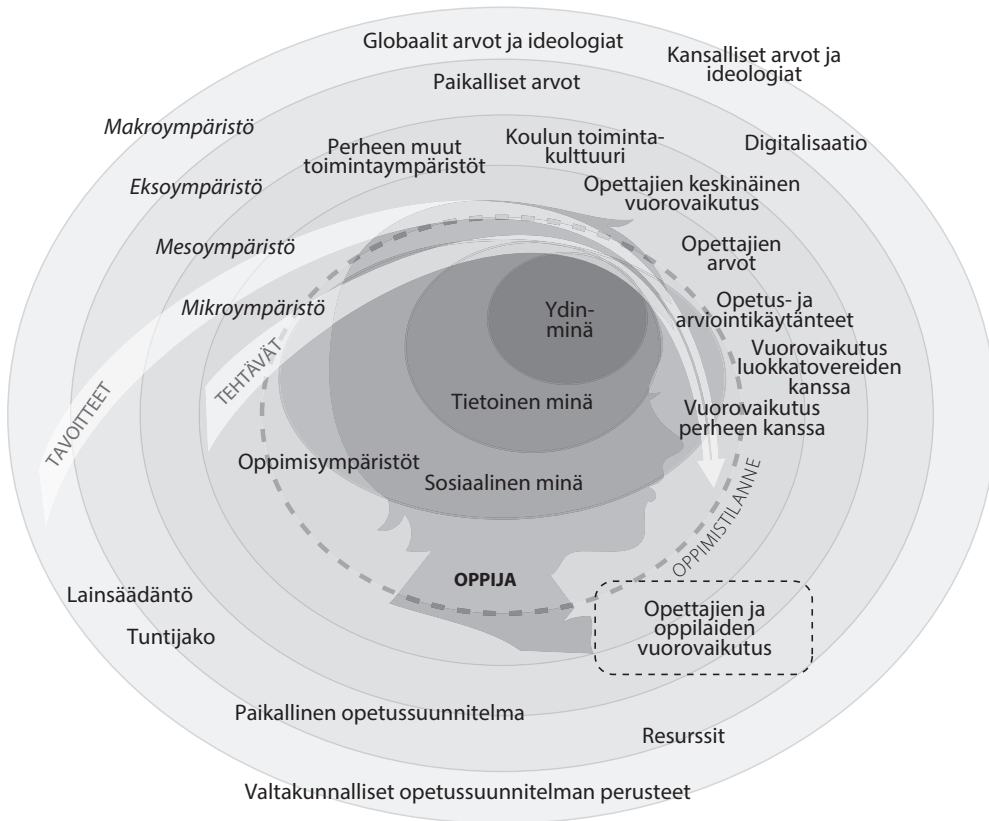 Globaalit arvot ja ideologiat
Kansalliset arvot ja
ideologiat
Paikalliset arvot
Makroympäristö
Koulun toiminta-
kulttuuri
Digitalisaatio
Perheen muut
toimintaympäristöt
Eksoympäristö
Opettajien keskinäinen
vuorovaikutus
Mesoympäristö
Opettajien
arvot
Mikroympäristö
Ydin-
minä
Opetus- ja
arviointikäytänteet
TEHTÄVÄT
Vuorovaikutus
luokkatovereiden
kanssa
TAVOITTEET
Tietoinen minä
Vuorovaikutus
perheen kanssa
Oppimisympäristöt
Sosiaalinen minä
OPPIMISTILANNE
OPPIJA
Lainsäädäntö
Opettajien ja
oppilaiden
vuorovaikutus
Tuntijako
Paikallinen opetussuunnitelma
Resurssit
Valtakunnalliset opetussuunnitelman perusteet